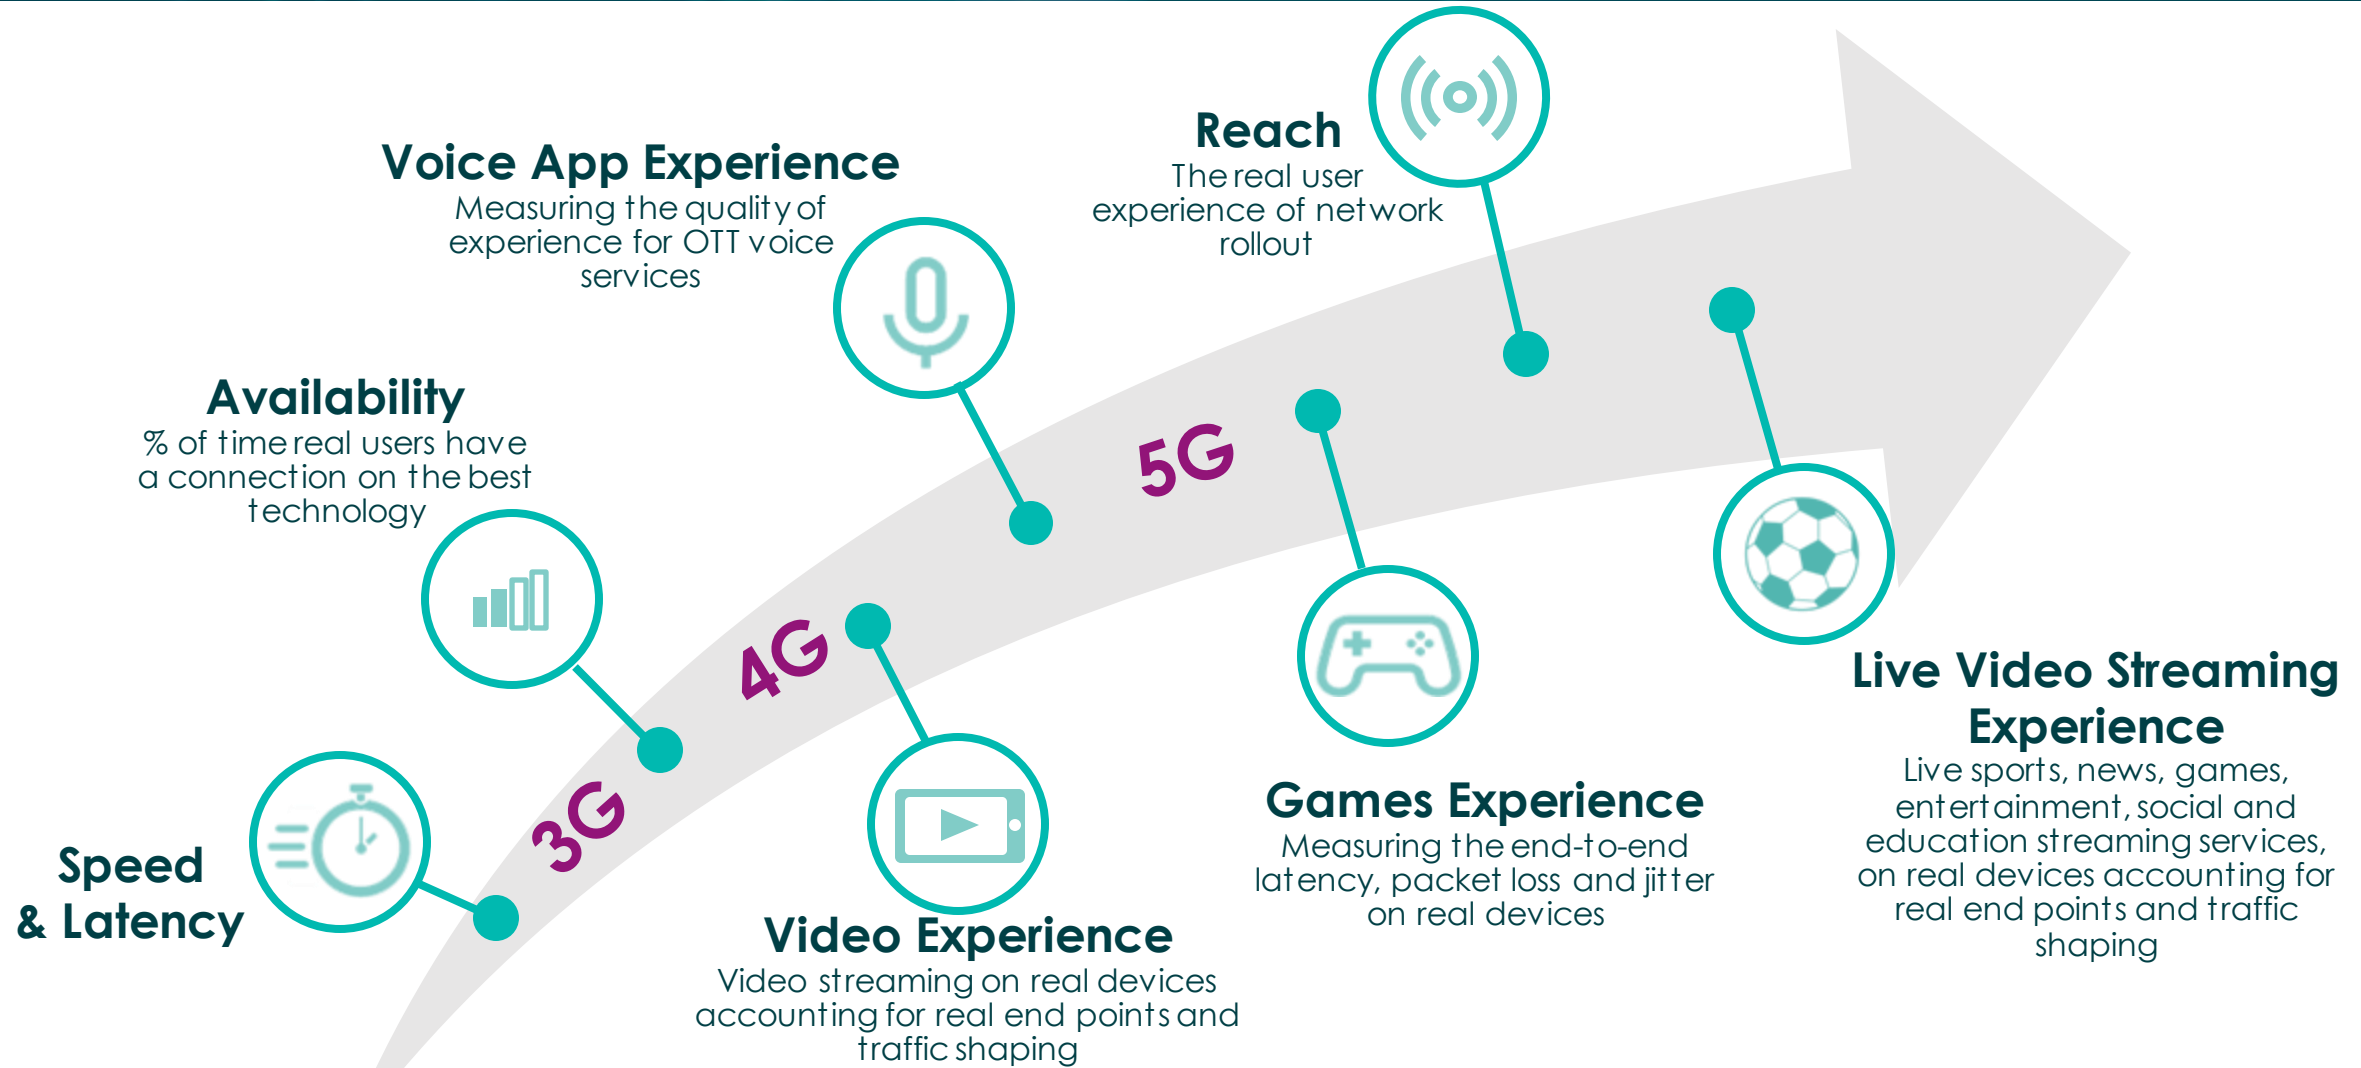 Speed
& Latency
3G
Availability
% of time real users have
a connection on the best
technology
4G
Video Experience
Video streaming on real devices
accounting for real end points and
traffic shaping
Voice App Experience
Measuring the quality of
experience for OTT voice
services
5G
Games Experience
Measuring the end-to-end
latency, packet loss and jitter
on real devices
Reach
The real user
experience of network
rollout
Live Video Streaming
Experience
Live sports, news, games,
entertainment, social and
education streaming services,
on real devices accounting for
real end points and traffic
shaping